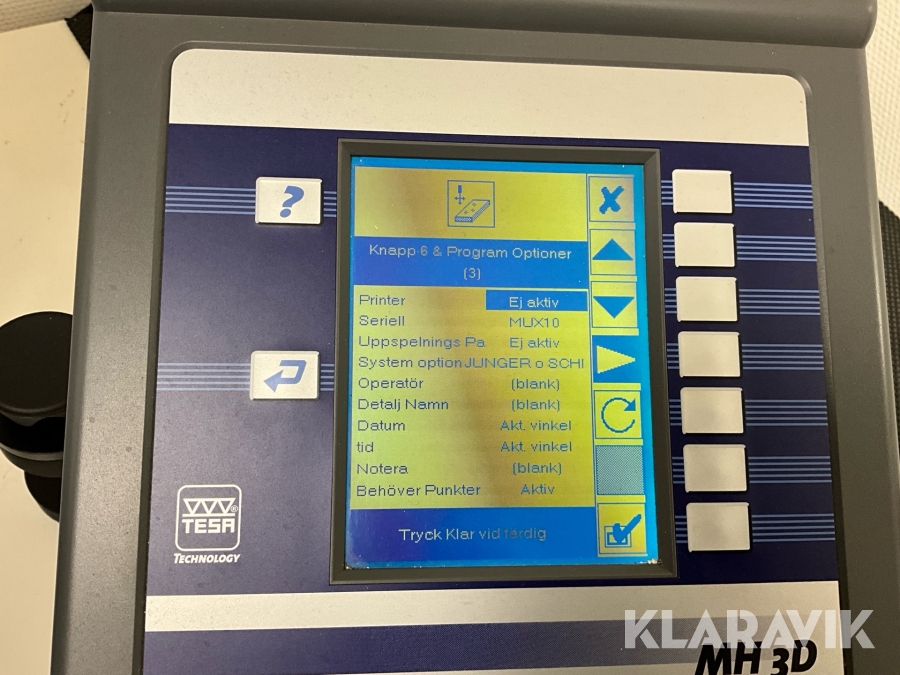 ?
Knapp 6 & Program Optioner
(3)
Printer Ej aktiv
Seriell MUX10
Uppspelnings Pa Ej aktiv
System option JUNGER o SCHI
Operatör (blank)
Detalj Namn (blank)
Datum Akt. vinkel
tid Akt. vinkel
Notera (blank)
Behöver Punkter Aktiv
Tryck Klar vid färdig
TESA®
TECHNOLOGY
KLARAVIK
MH 3D